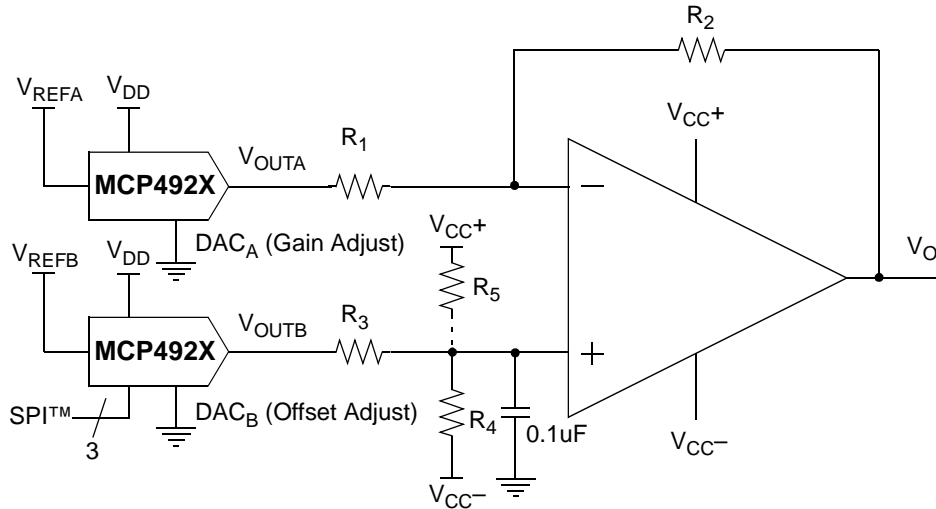 R2
VREFA
VDD
VCC+
R1
VOUTA
MCP492X
−
DACA (Gain Adjust)
VCC+
VREFB
VDD
R5
VO
VOUTB
R3
MCP492X
+
SPI™
DACB (Offset Adjust)
R4
0.1uF
3
VCC−
VCC−